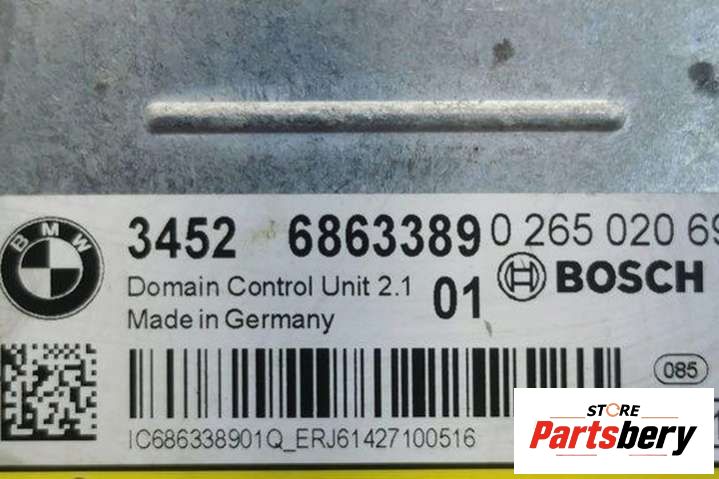 BMW
3452 6863389 0 265 020 69
Domain Control Unit 2.1 01 BOSCH
Made in Germany
085
IC686338901Q_ERJ61427100516
STORE
Partsbery